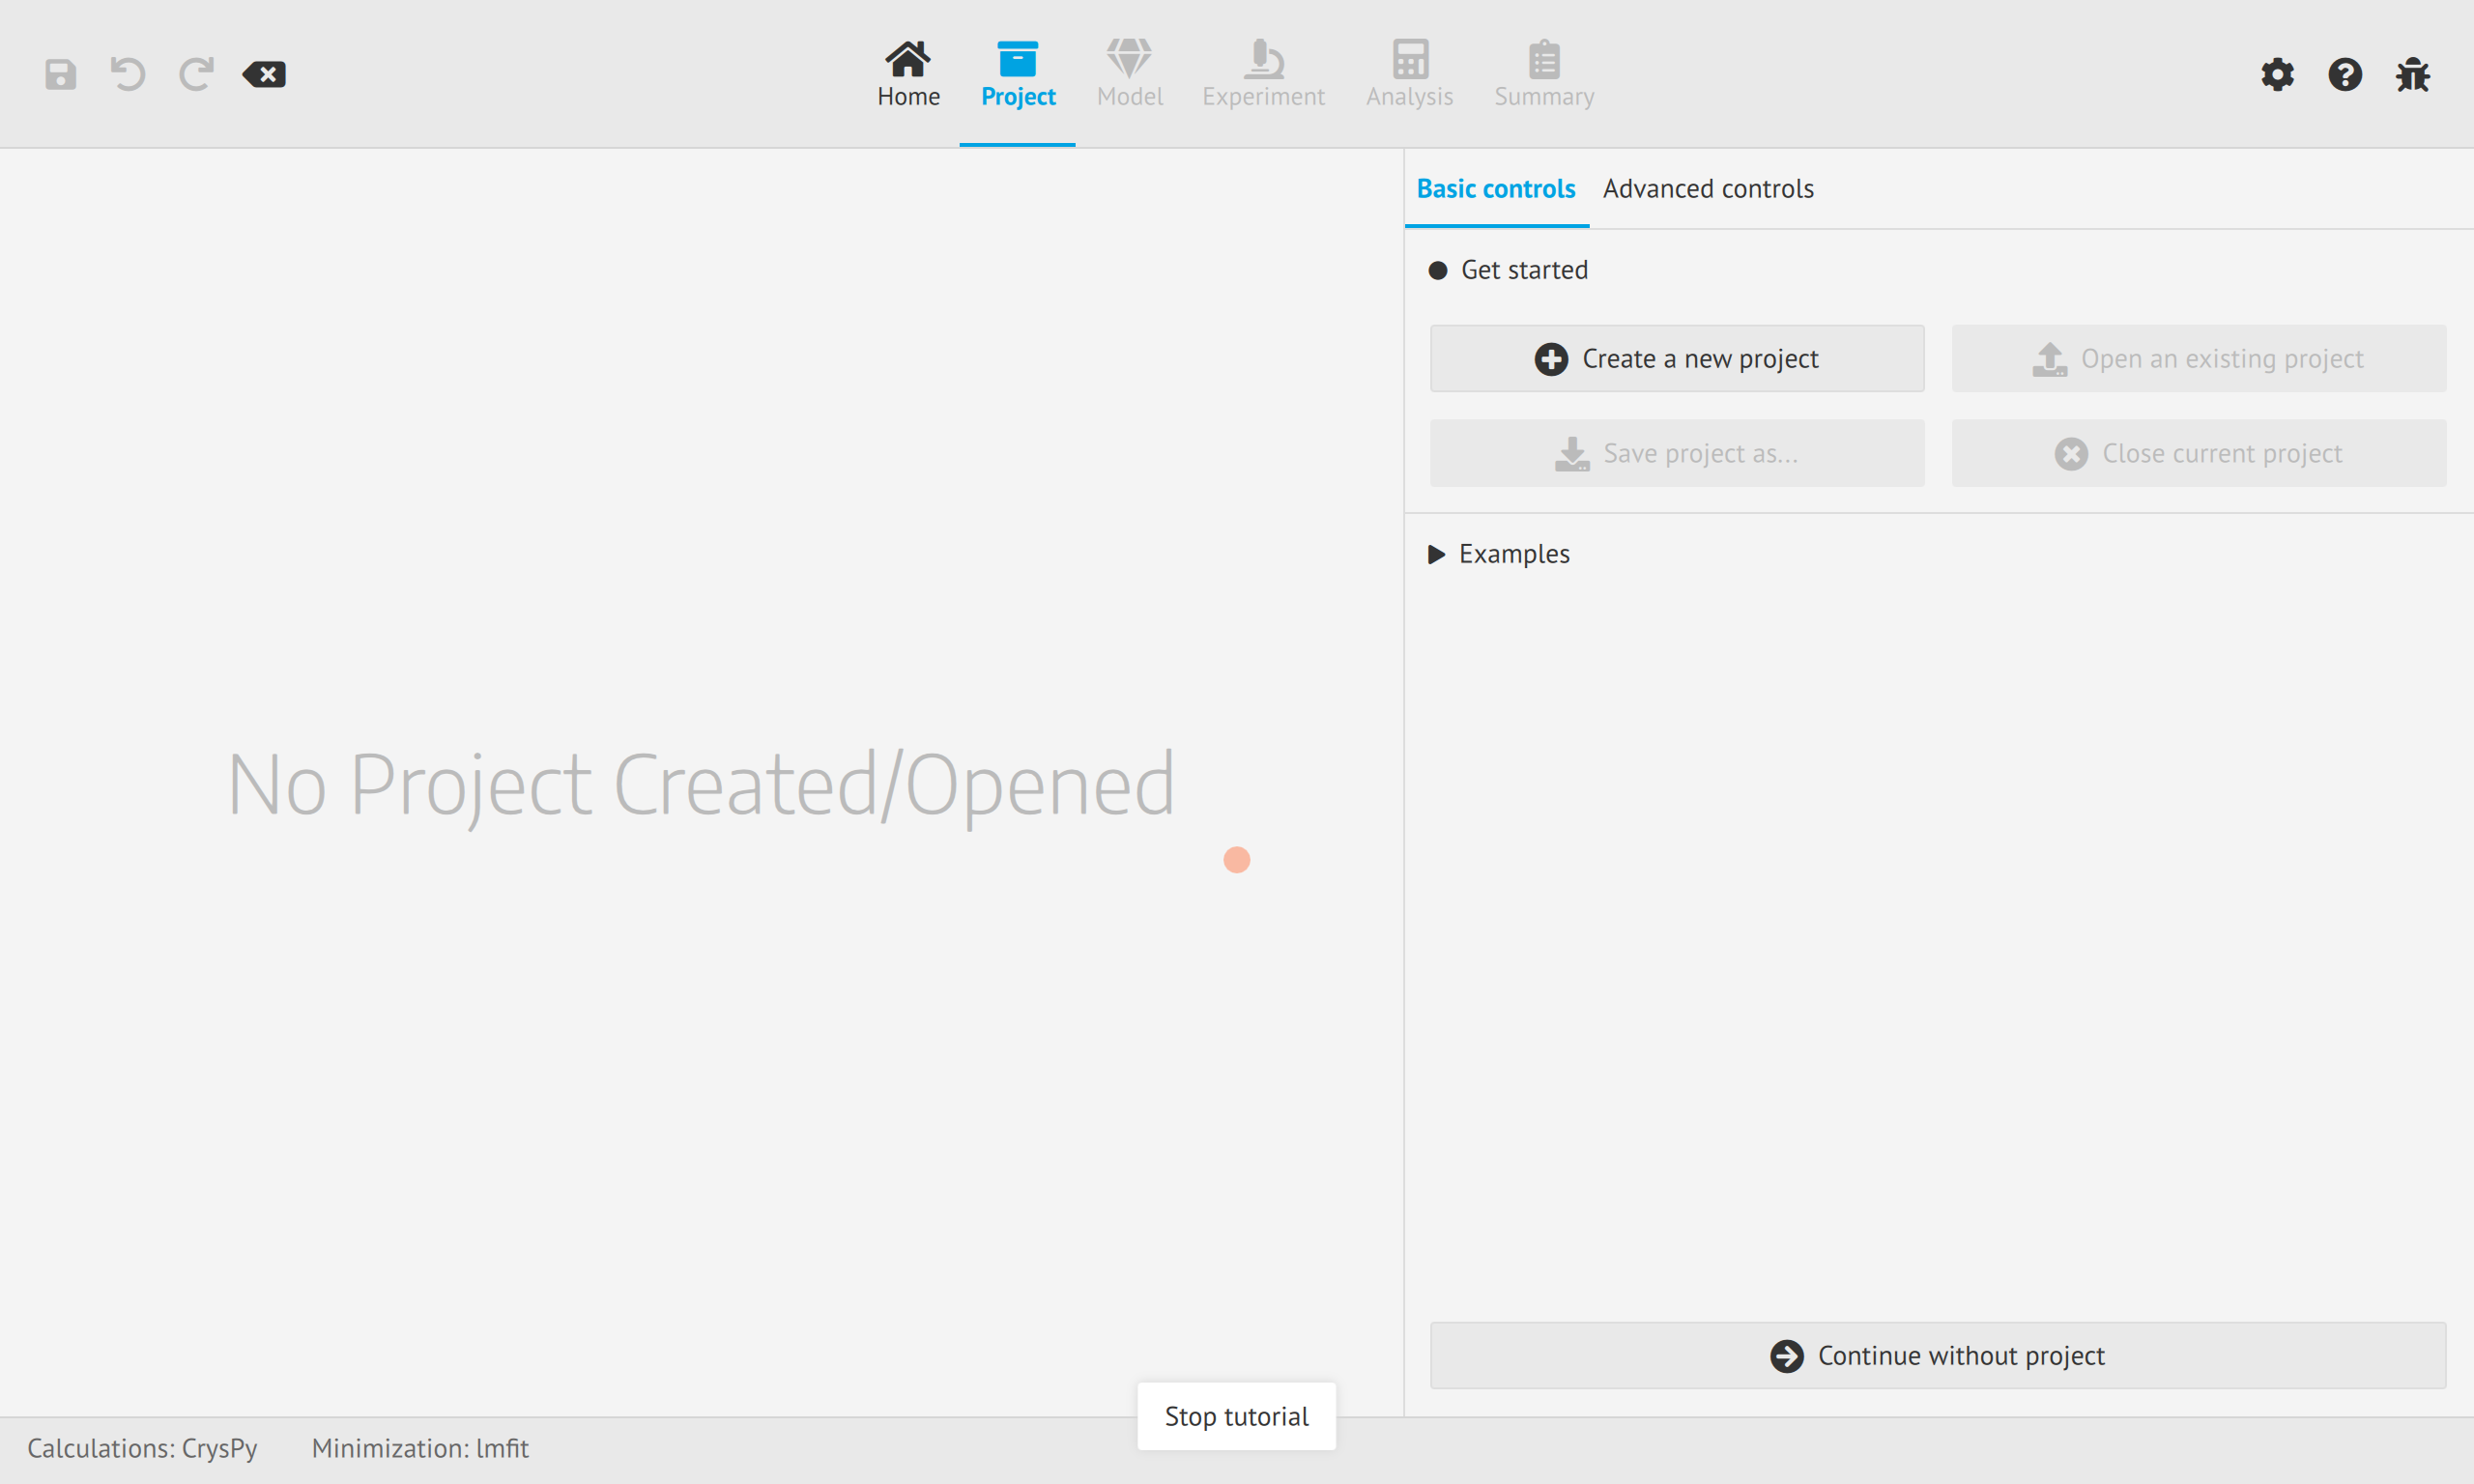 Home Project Model Experiment Analysis Summary
Basic controls Advanced controls
Get started
Create a new project Open an existing project
Save project as... Close current project
Examples
No Project Created/Opened
Continue without project
Stop tutorial
Calculations: CrysPy Minimization: lmfit